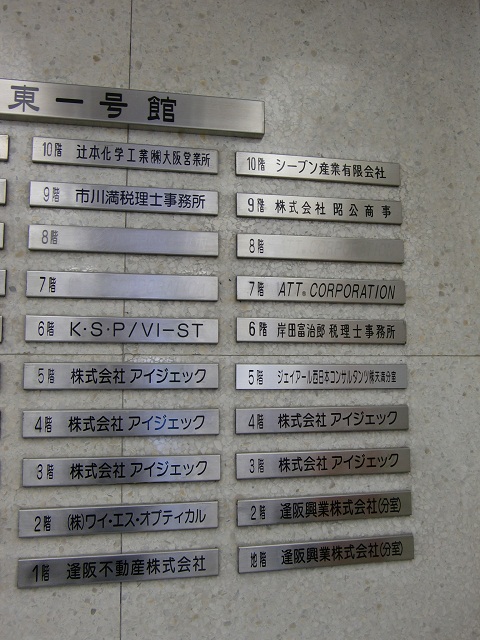 東一号館
10階 辻本化学工業㈱大阪営業所
9階 市川満税理士事務所
8階
7階
6階 K・S・P/VI-ST
5階 株式会社 アイジェック
4階 株式会社 アイジェック
3階 株式会社 アイジェック
2階 (株)ワイ・エス・オプティカル
1階 逢阪不動産株式会社
10階 シーブン産業有限会社
9階 株式会社 昭公商事
8階
7階 ATT.CORPORATION
6階 岸田富治郎税理士事務所
5階 ジェイアール西日本コンサルタンツ㈱天満分室
4階 株式会社 アイジェック
3階 株式会社 アイジェック
2階 逢阪興業株式会社(分室)
地階 逢阪興業株式会社(分室)